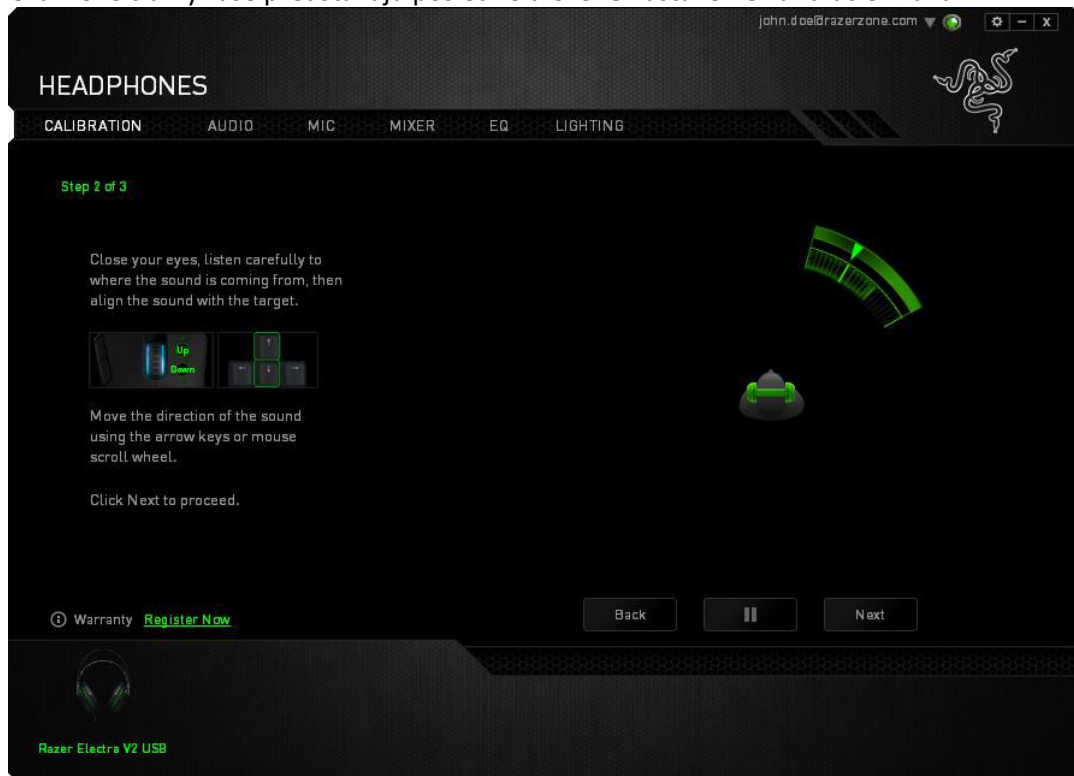 john.doe@razerzone.com
HEADPHONES
CALIBRATION AUDIO MIC MIXER EQ LIGHTING
Step 2 of 3
Close your eyes, listen carefully to
where the sound is coming from, then
align the sound with the target.
Up
Down
Move the direction of the sound
using the arrow keys or mouse
scroll wheel.
Click Next to proceed.
Warranty Register Now
Back
Next
Razer Electra V2 USB